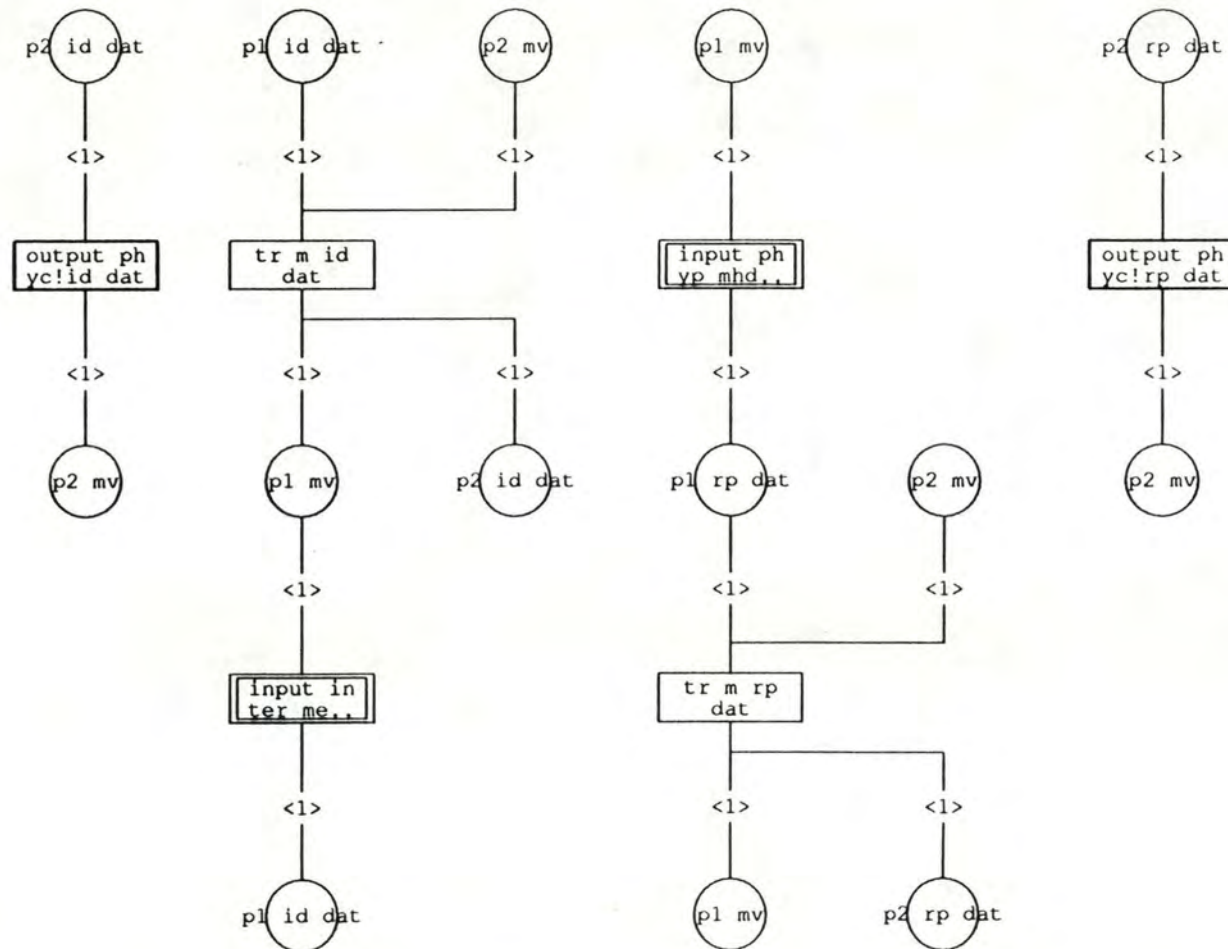 p2 id dat
p1 id dat
p2 mv
p1 mv
p2 rp dat
<1>
<1>
<1>
<1>
<1>
output ph
yc!id dat
tr m id
dat
input ph
yp mhd..
output ph
yc!rp dat
<1>
<1>
<1>
<1>
<1>
p2 mv
p1 mv
p2 id dat
p1 rp dat
p2 mv
p2 mv
<1>
<1>
<1>
input in
ter me..
tr m rp
dat
<1>
<1>
<1>
p1 id dat
p1 mv
p2 rp dat